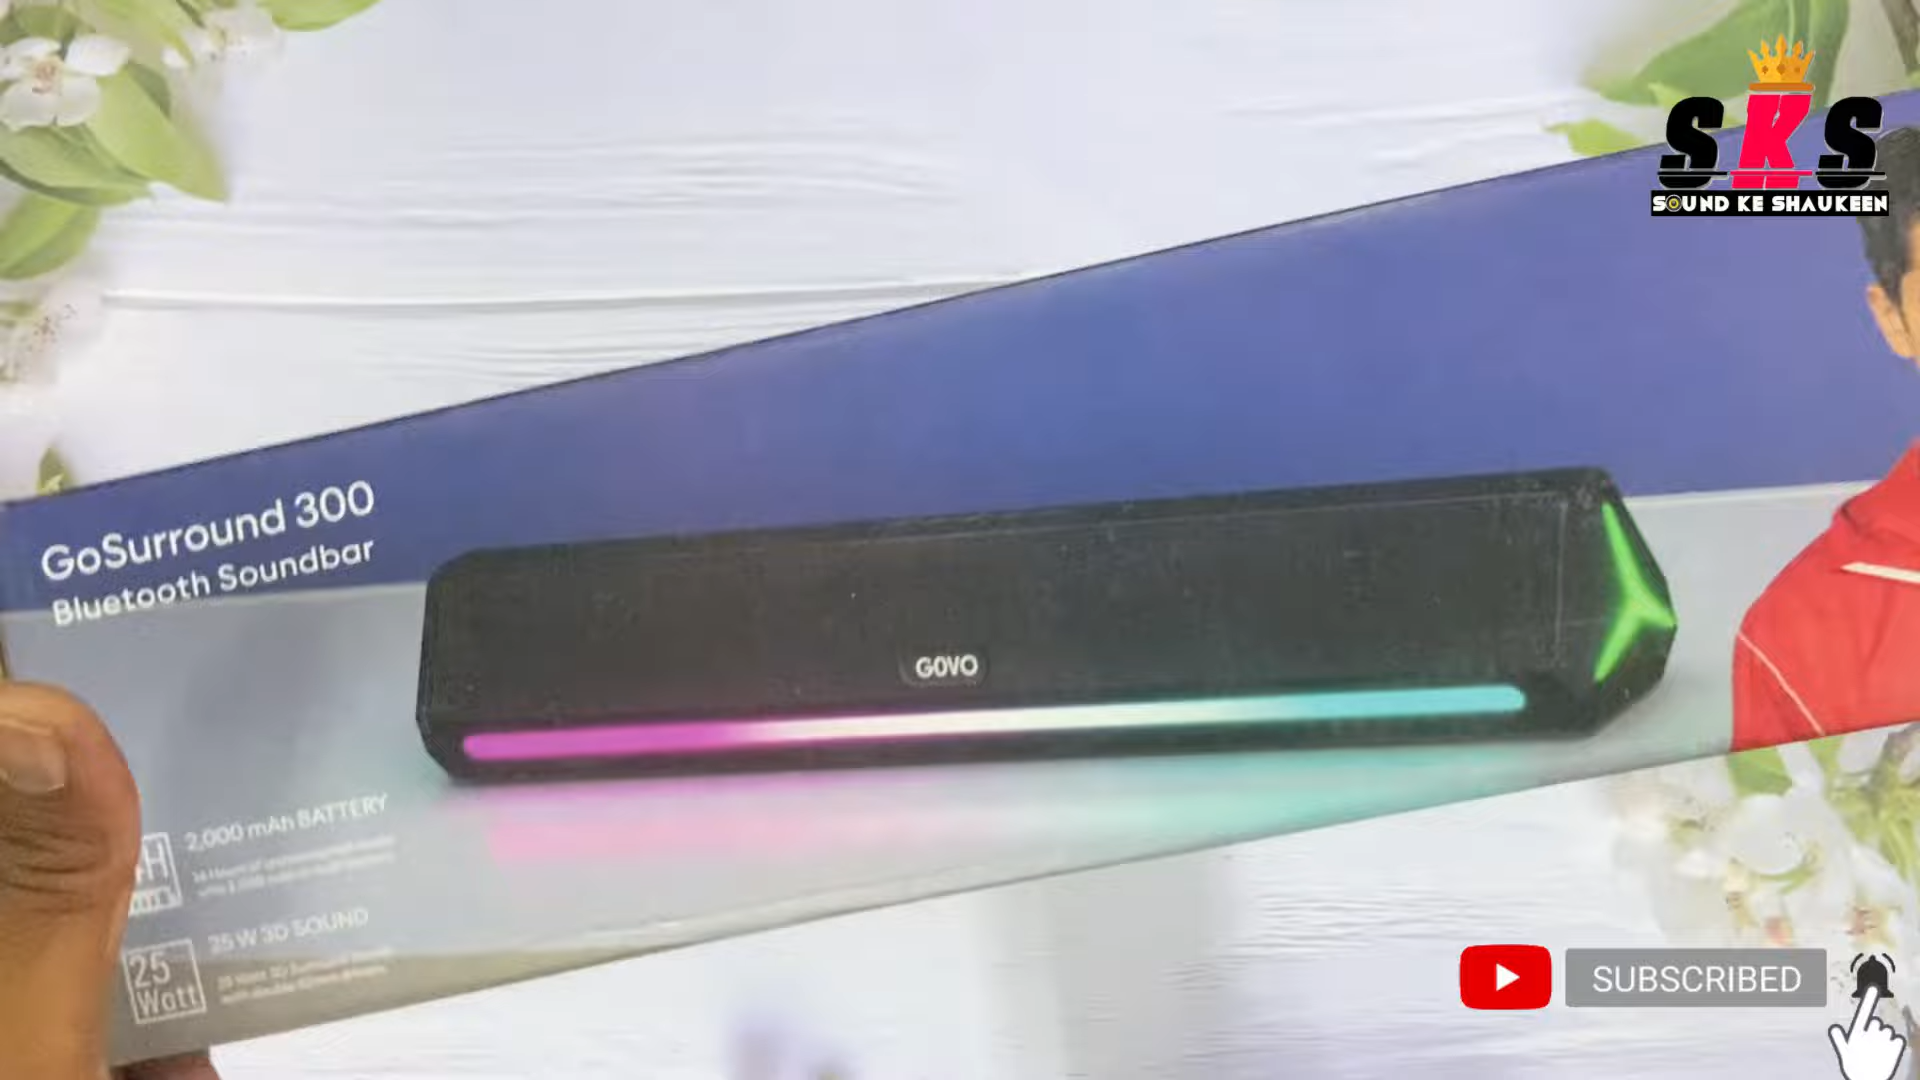 SKS
SOUND KE SHAUKEEN
GoSurround 300
Bluetooth Soundbar
GOVO
2,000 mAh BATTERY
25 W 3D SOUND
25
Watt
SUBSCRIBED